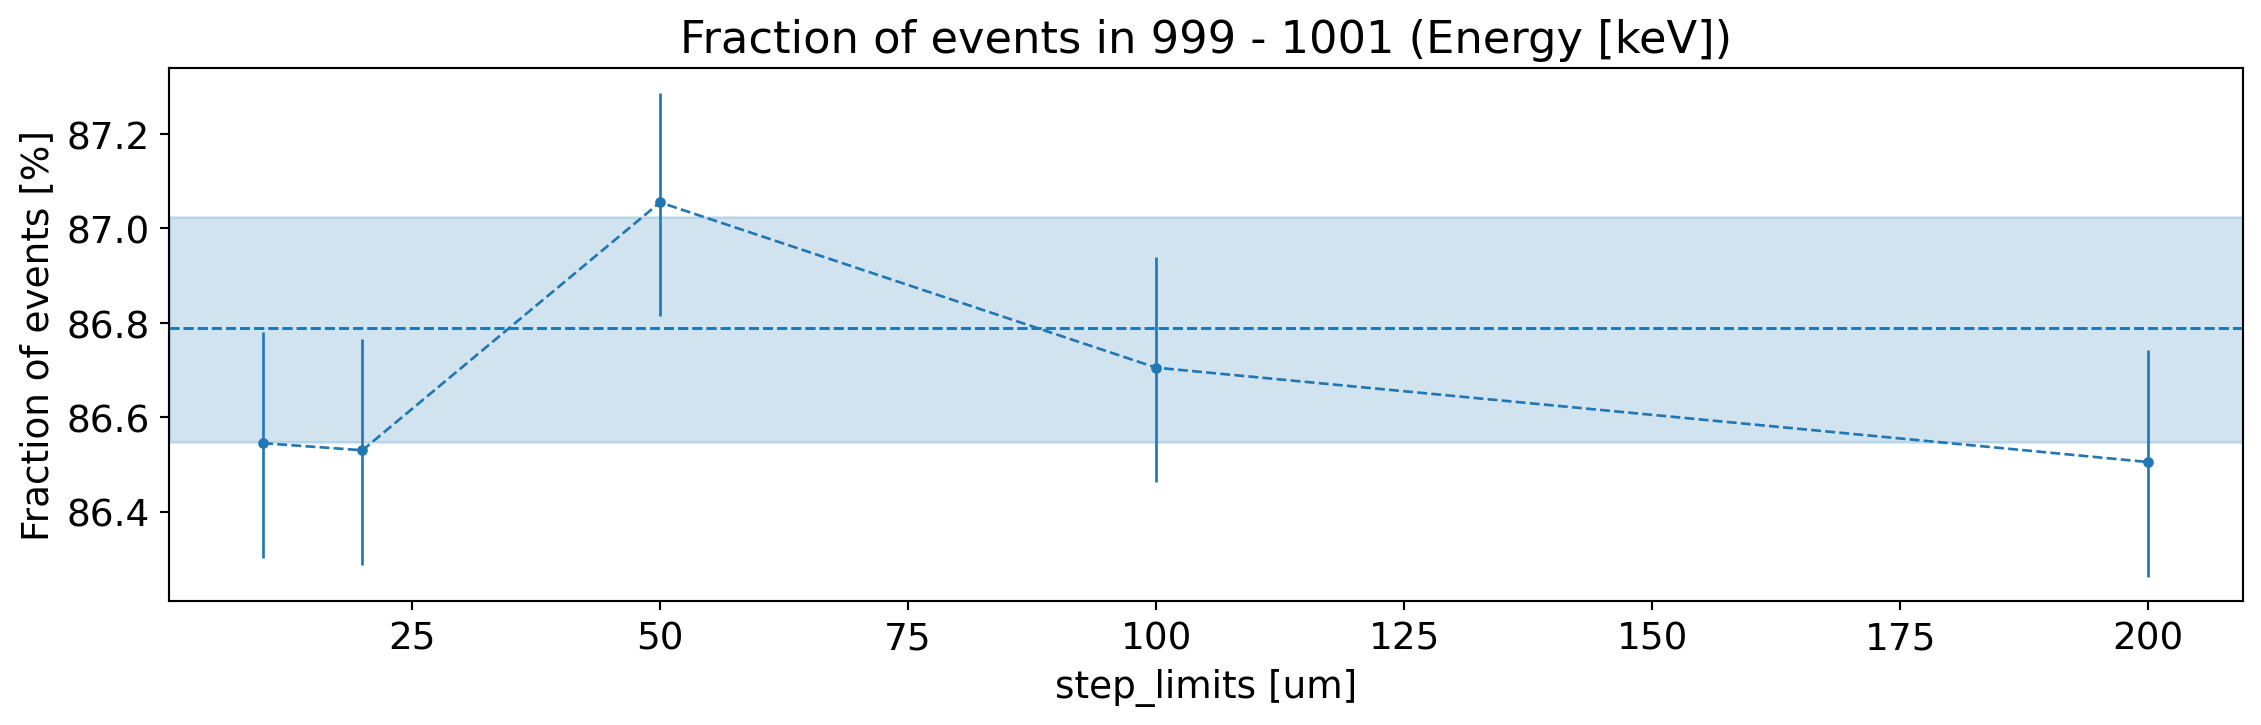 Fraction of events in 999 - 1001 (Energy [keV])
Fraction of events [%]
87.2
87.0
86.8
86.6
86.4
25 50 75 100 125 150 175 200
step_limits [um]